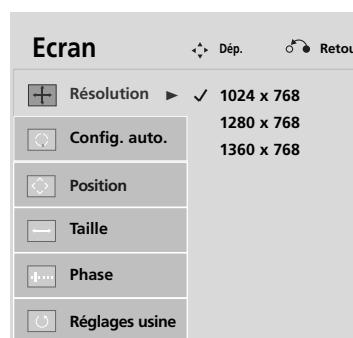 Ecran
Dép.
Retou
Résolution
✓ 1024 x 768
1280 x 768
1360 x 768
Config. auto.
Position
Taille
Phase
Réglages usine